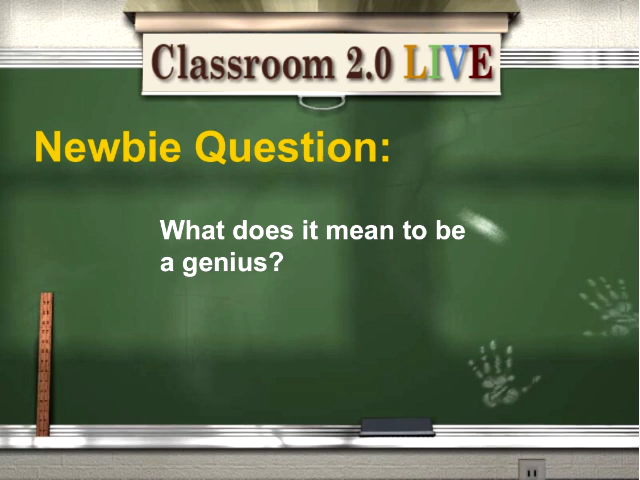 Classroom 2.0 LIVE
Newbie Question:
What does it mean to be
a genius?